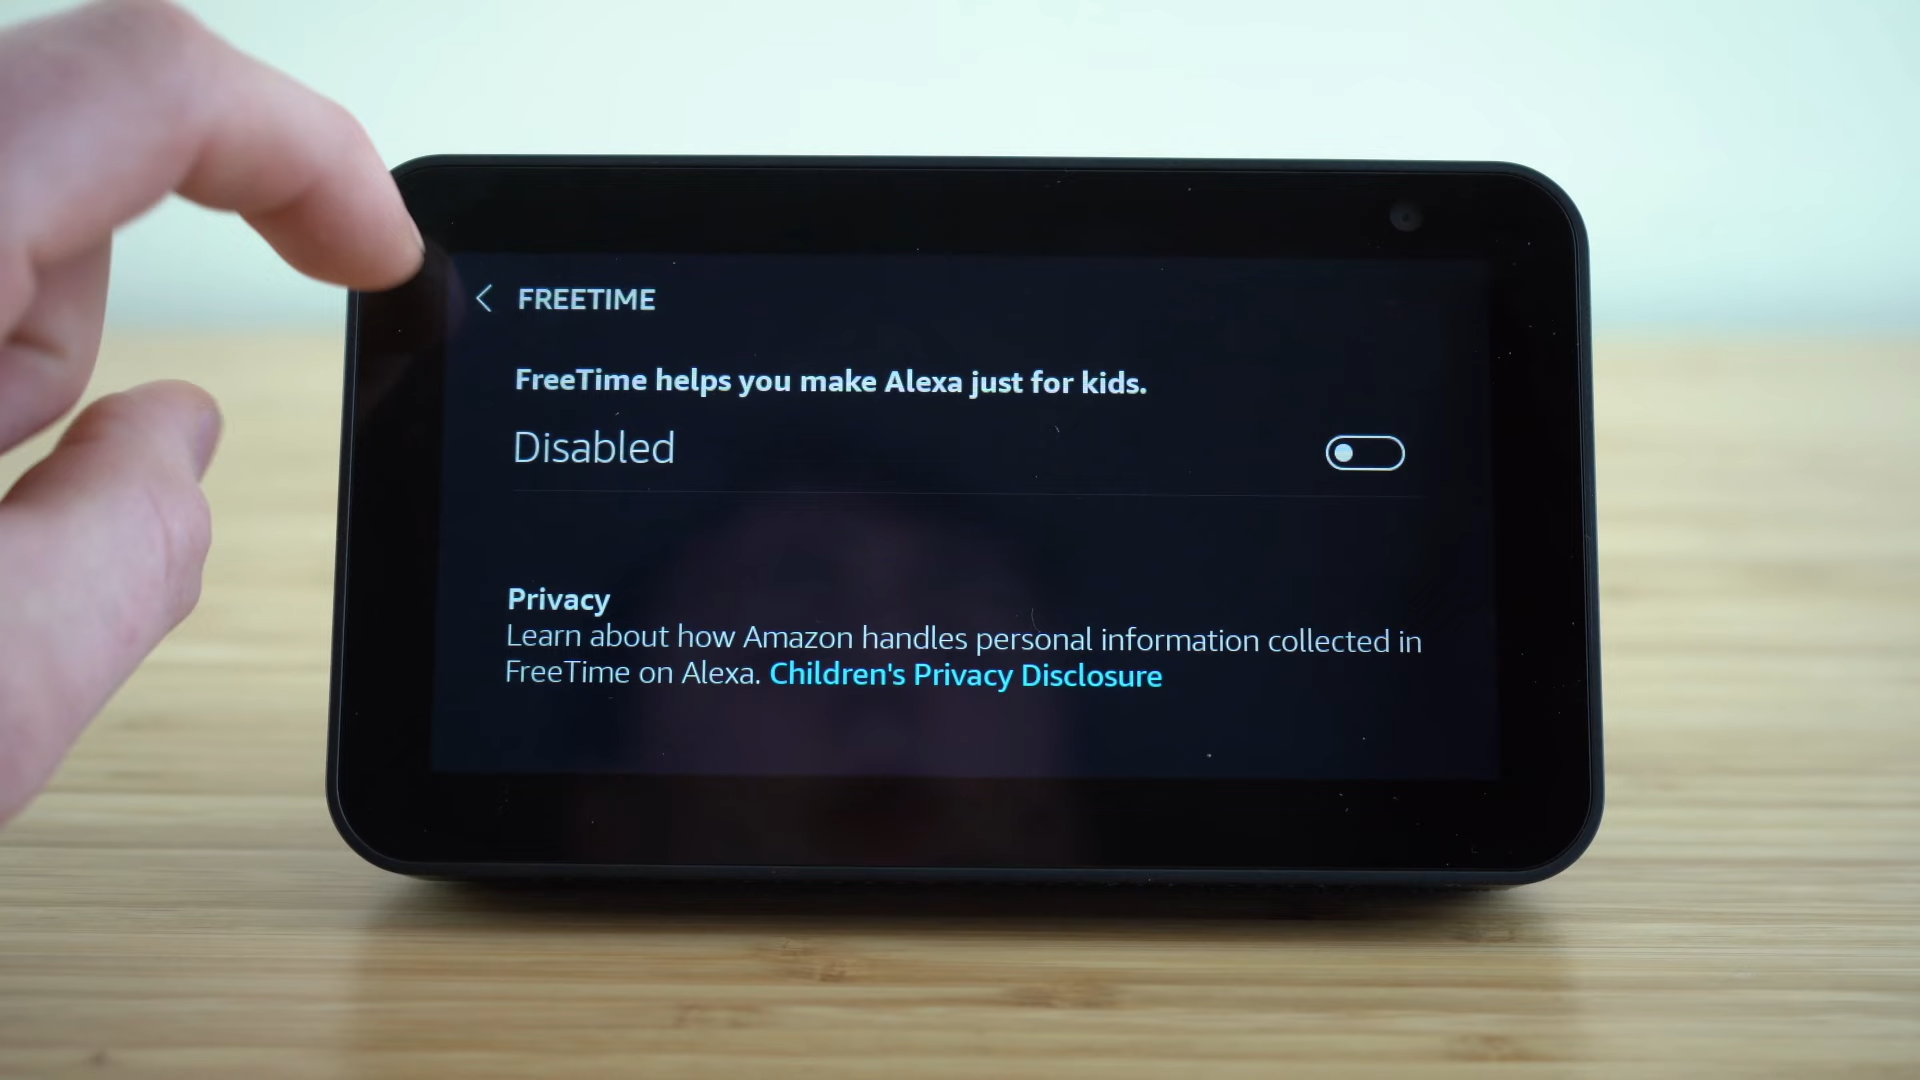 FREETIME
FreeTime helps you make Alexa just for kids.
Disabled
Privacy
Learn about how Amazon handles personal information collected in
FreeTime on Alexa. Children's Privacy Disclosure